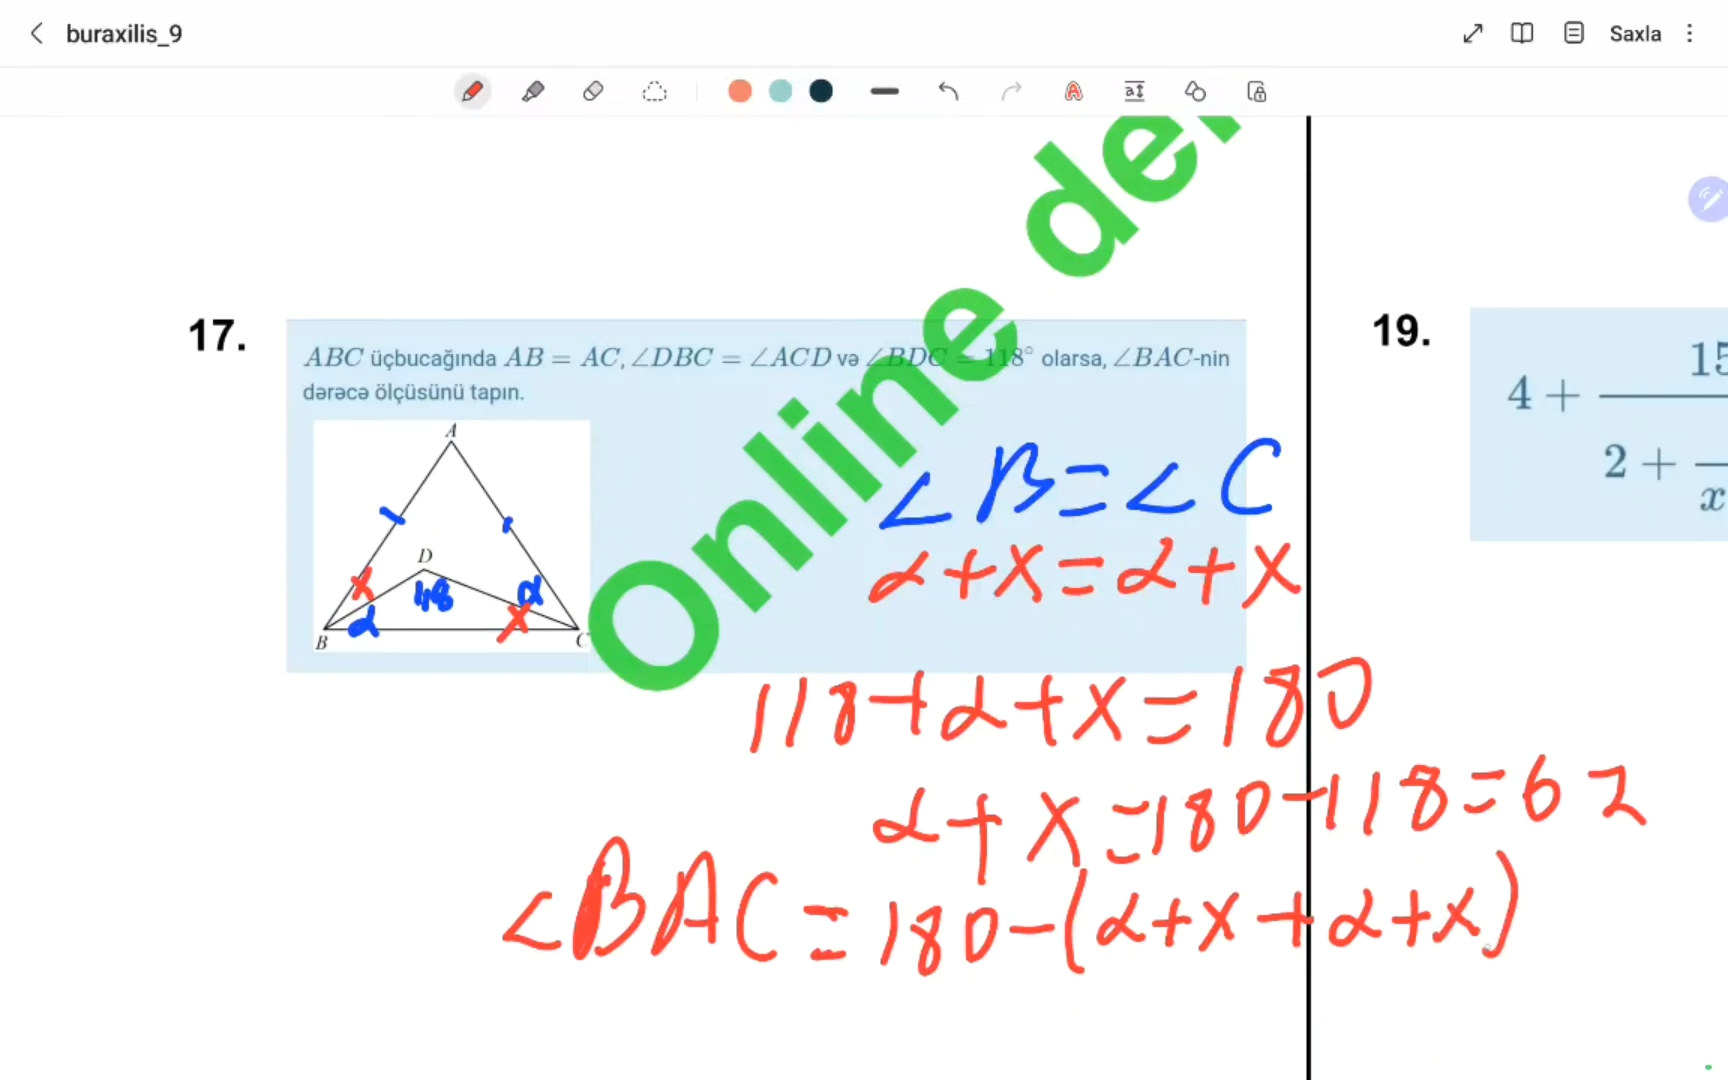 buraxilis_9
Saxla
Online der
17.
ABC üçbucağında AB = AC, ∠DBC = ∠ACD və ∠BDC = 118° olarsa, ∠BAC-nin
dərəcə ölçüsünü tapın.
A
D
B
C
x
α
118
α
x
∠B=∠C
α+x=α+x
118+α+x=180
α+x=180-118=62
∠BAC=180-(α+x+α+x)
19.
4 + 15
2 +
x